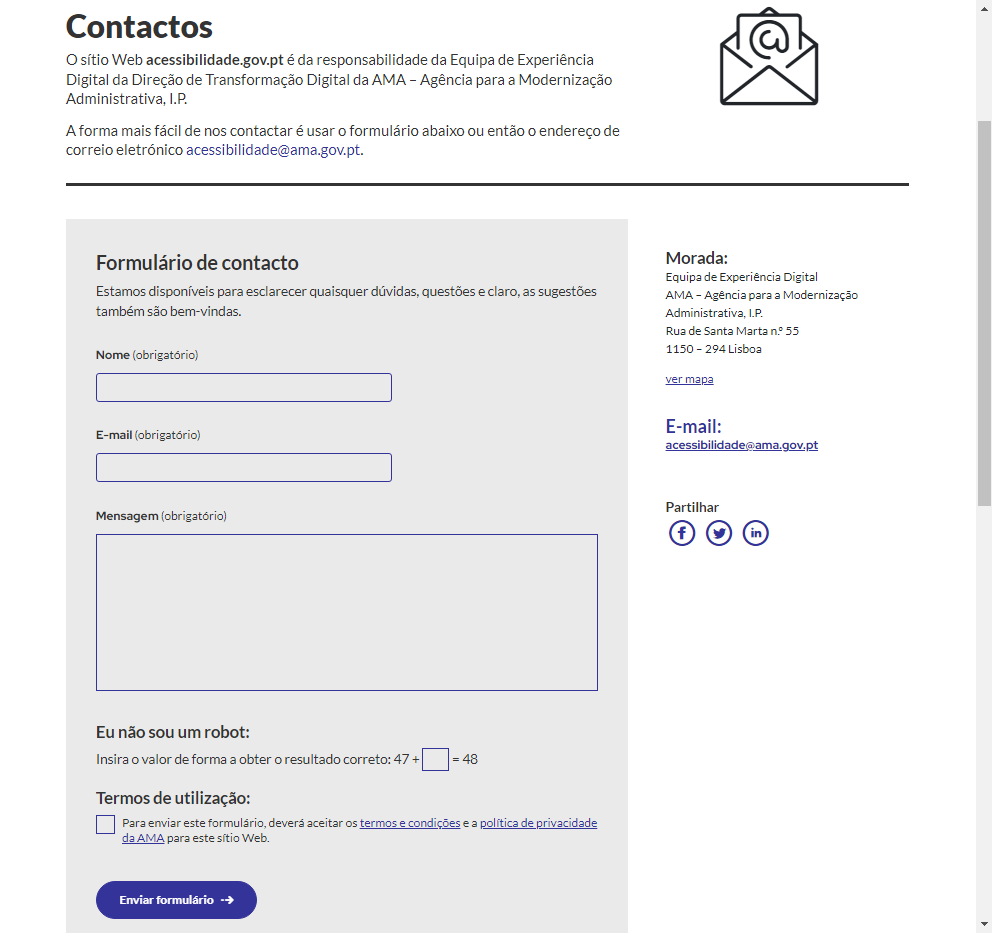 Contactos
O sítio Web acessibilidade.gov.pt é da responsabilidade da Equipa de Experiência
Digital da Direção de Transformação Digital da AMA – Agência para a Modernização
Administrativa, I.P.
A forma mais fácil de nos contactar é usar o formulário abaixo ou então o endereço de
correio eletrónico acessibilidade@ama.gov.pt.
Formulário de contacto
Estamos disponíveis para esclarecer quaisquer dúvidas, questões e claro, as sugestões
também são bem-vindas.
Nome (obrigatório)
E-mail (obrigatório)
Mensagem (obrigatório)
Eu não sou um robot:
Insira o valor de forma a obter o resultado correto: 47 + = 48
Termos de utilização:
Para enviar este formulário, deverá aceitar os termos e condições e a política de privacidade
da AMA para este sítio Web.
Enviar formulário →
Morada:
Equipa de Experiência Digital
AMA – Agência para a Modernização
Administrativa, I.P.
Rua de Santa Marta n.º 55
1150 – 294 Lisboa
ver mapa
E-mail:
acessibilidade@ama.gov.pt
Partilhar